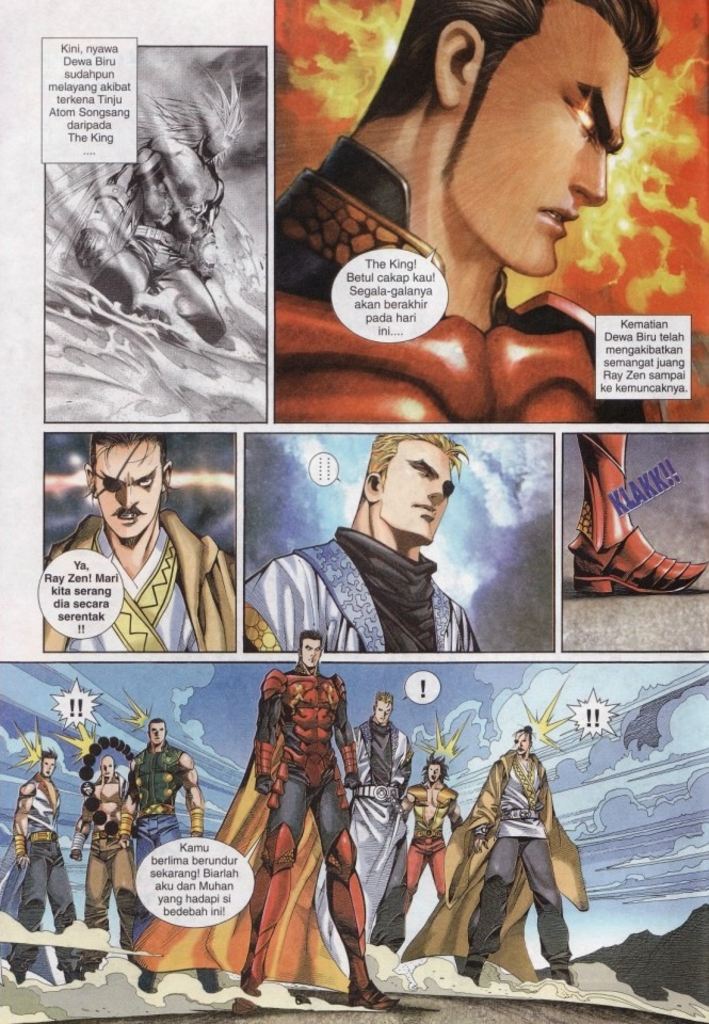 Kini, nyawa
Dewa Biru
sudahpun
melayang akibat
terkena Tinju
Atom Songsang
daripada
The King
....
The King!
Betul cakap kau!
Segala-galanya
akan berakhir
pada hari
ini....
Kematian
Dewa Biru telah
mengakibatkan
semangat juang
Ray Zen sampai
ke kemuncaknya.
Ya,
Ray Zen! Mari
kita serang
dia secara
serentak
!!
KLAKK!!
!!
!
!!
Kamu
berlima berundur
sekarang! Biarlah
aku dan Muhan
yang hadapi si
bedebah ini!